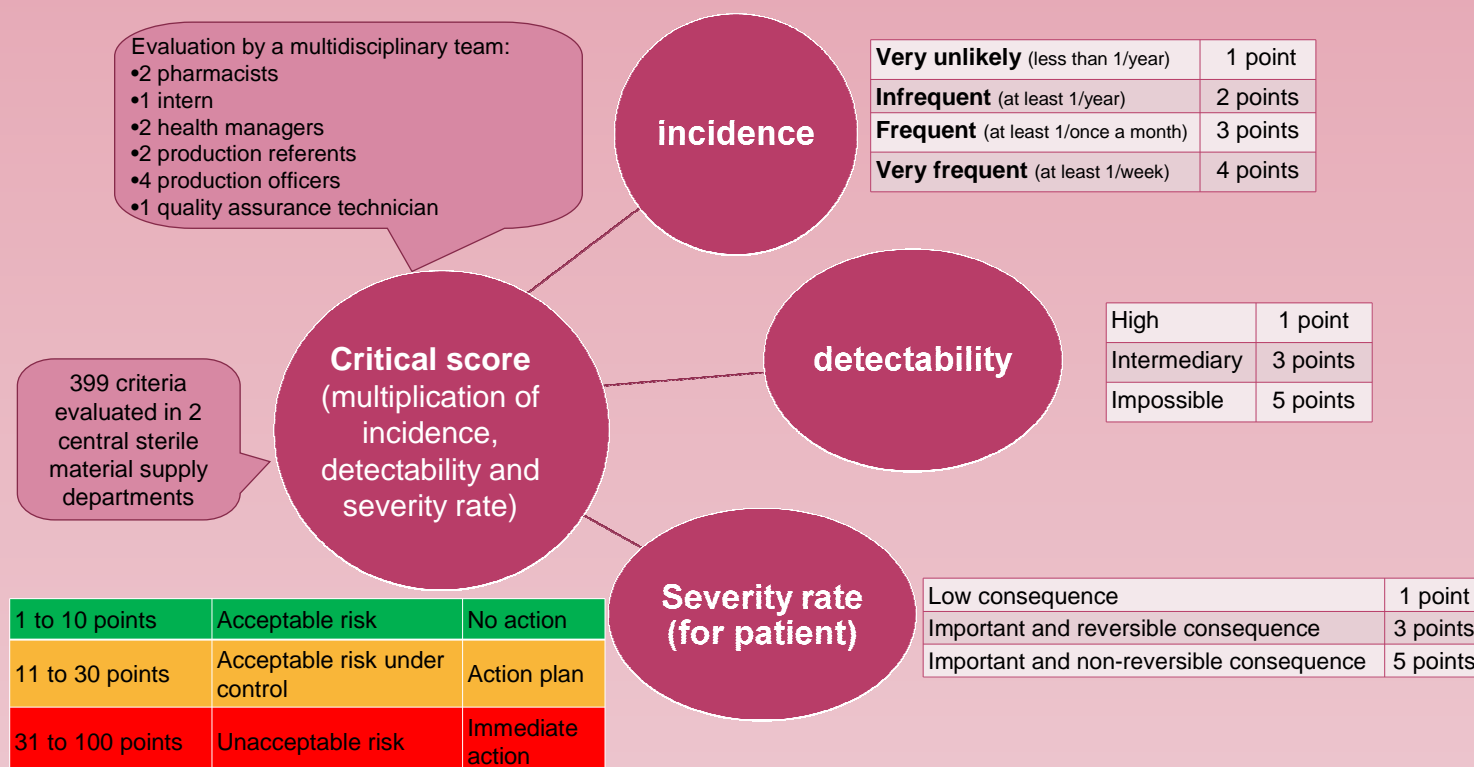 Evaluation by a multidisciplinary team:
•2 pharmacists
•1 intern
•2 health managers
•2 production referents
•4 production officers
•1 quality assurance technician
incidence
Very unlikely (less than 1/year) 1 point
Infrequent (at least 1/year) 2 points
Frequent (at least 1/once a month) 3 points
Very frequent (at least 1/week) 4 points
detectability
High 1 point
Intermediary 3 points
Impossible 5 points
Critical score
(multiplication of
incidence,
detectability and
severity rate)
399 criteria
evaluated in 2
central sterile
material supply
departments
Severity rate
(for patient)
Low consequence 1 point
Important and reversible consequence 3 points
Important and non-reversible consequence 5 points
1 to 10 points Acceptable risk No action
11 to 30 points Acceptable risk under
control Action plan
31 to 100 points Unacceptable risk Immediate
action